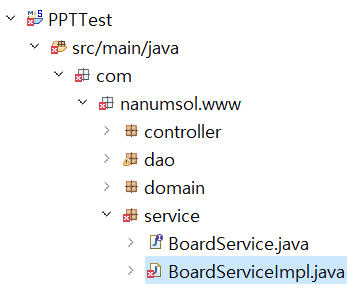 PPTTest
src/main/java
com
nanumsol.www
controller
dao
domain
service
BoardService.java
BoardServiceImpl.java